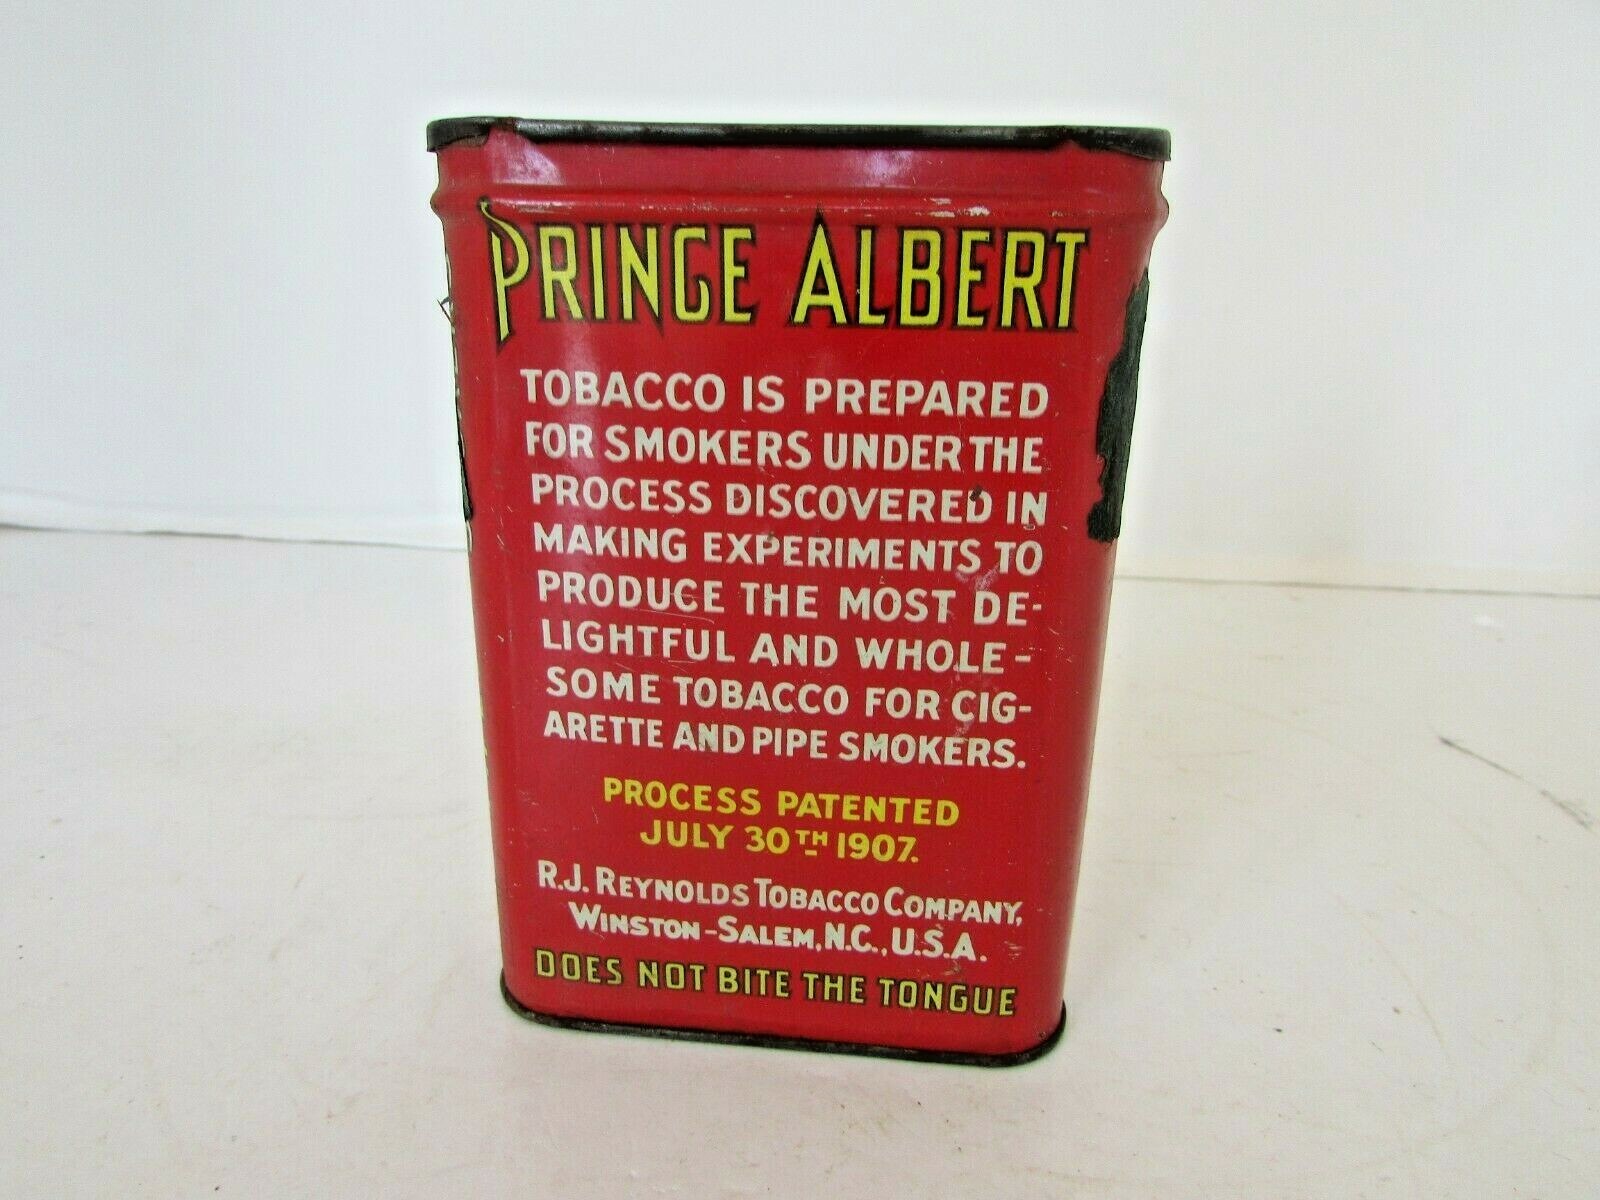 PRINCE ALBERT
TOBACCO IS PREPARED
FOR SMOKERS UNDER THE
PROCESS DISCOVERED IN
MAKING EXPERIMENTS TO
PRODUCE THE MOST DE-
LIGHTFUL AND WHOLE-
SOME TOBACCO FOR CIG-
ARETTE AND PIPE SMOKERS.
PROCESS PATENTED
JULY 30TH 1907.
R.J. REYNOLDS TOBACCO COMPANY,
WINSTON-SALEM, N.C., U.S.A.
DOES NOT BITE THE TONGUE